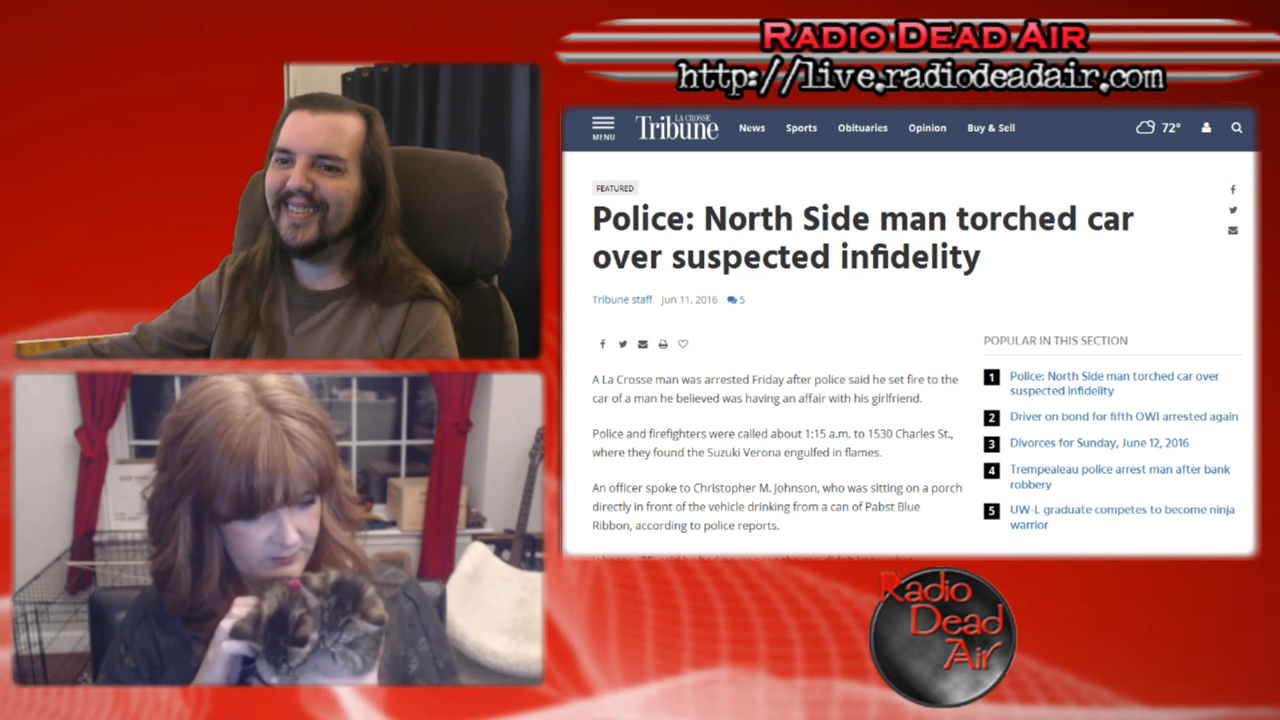 RADIO DEAD AIR
http://live.radiodeadair.com
MENU
LA CROSSE
Tribune
News
Sports
Obituaries
Opinion
Buy & Sell
72°
FEATURED
Police: North Side man torched car
over suspected infidelity
Tribune staff Jun 11, 2016 5
A La Crosse man was arrested Friday after police said he set fire to the
car of a man he believed was having an affair with his girlfriend.
Police and firefighters were called about 1:15 a.m. to 1530 Charles St.,
where they found the Suzuki Verona engulfed in flames.
An officer spoke to Christopher M. Johnson, who was sitting on a porch
directly in front of the vehicle drinking from a can of Pabst Blue
Ribbon, according to police reports.
POPULAR IN THIS SECTION
1 Police: North Side man torched car over
suspected infidelity
2 Driver on bond for fifth OWI arrested again
3 Divorces for Sunday, June 12, 2016
4 Trempealeau police arrest man after bank
robbery
5 UW-L graduate competes to become ninja
warrior
Radio
Dead
Air